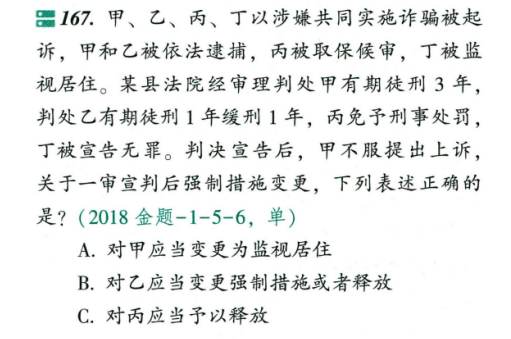 167. 甲、乙、丙、丁以涉嫌共同实施诈骗被起
诉，甲和乙被依法逮捕，丙被取保候审，丁被监
视居住。某县法院经审理判处甲有期徒刑 3 年，
判处乙有期徒刑 1 年缓刑 1 年，丙免予刑事处罚，
丁被宣告无罪。判决宣告后，甲不服提出上诉，
关于一审宣判后强制措施变更，下列表述正确的
是？（2018 金题-1-5-6，单）
A. 对甲应当变更为监视居住
B. 对乙应当变更强制措施或者释放
C. 对丙应当予以释放